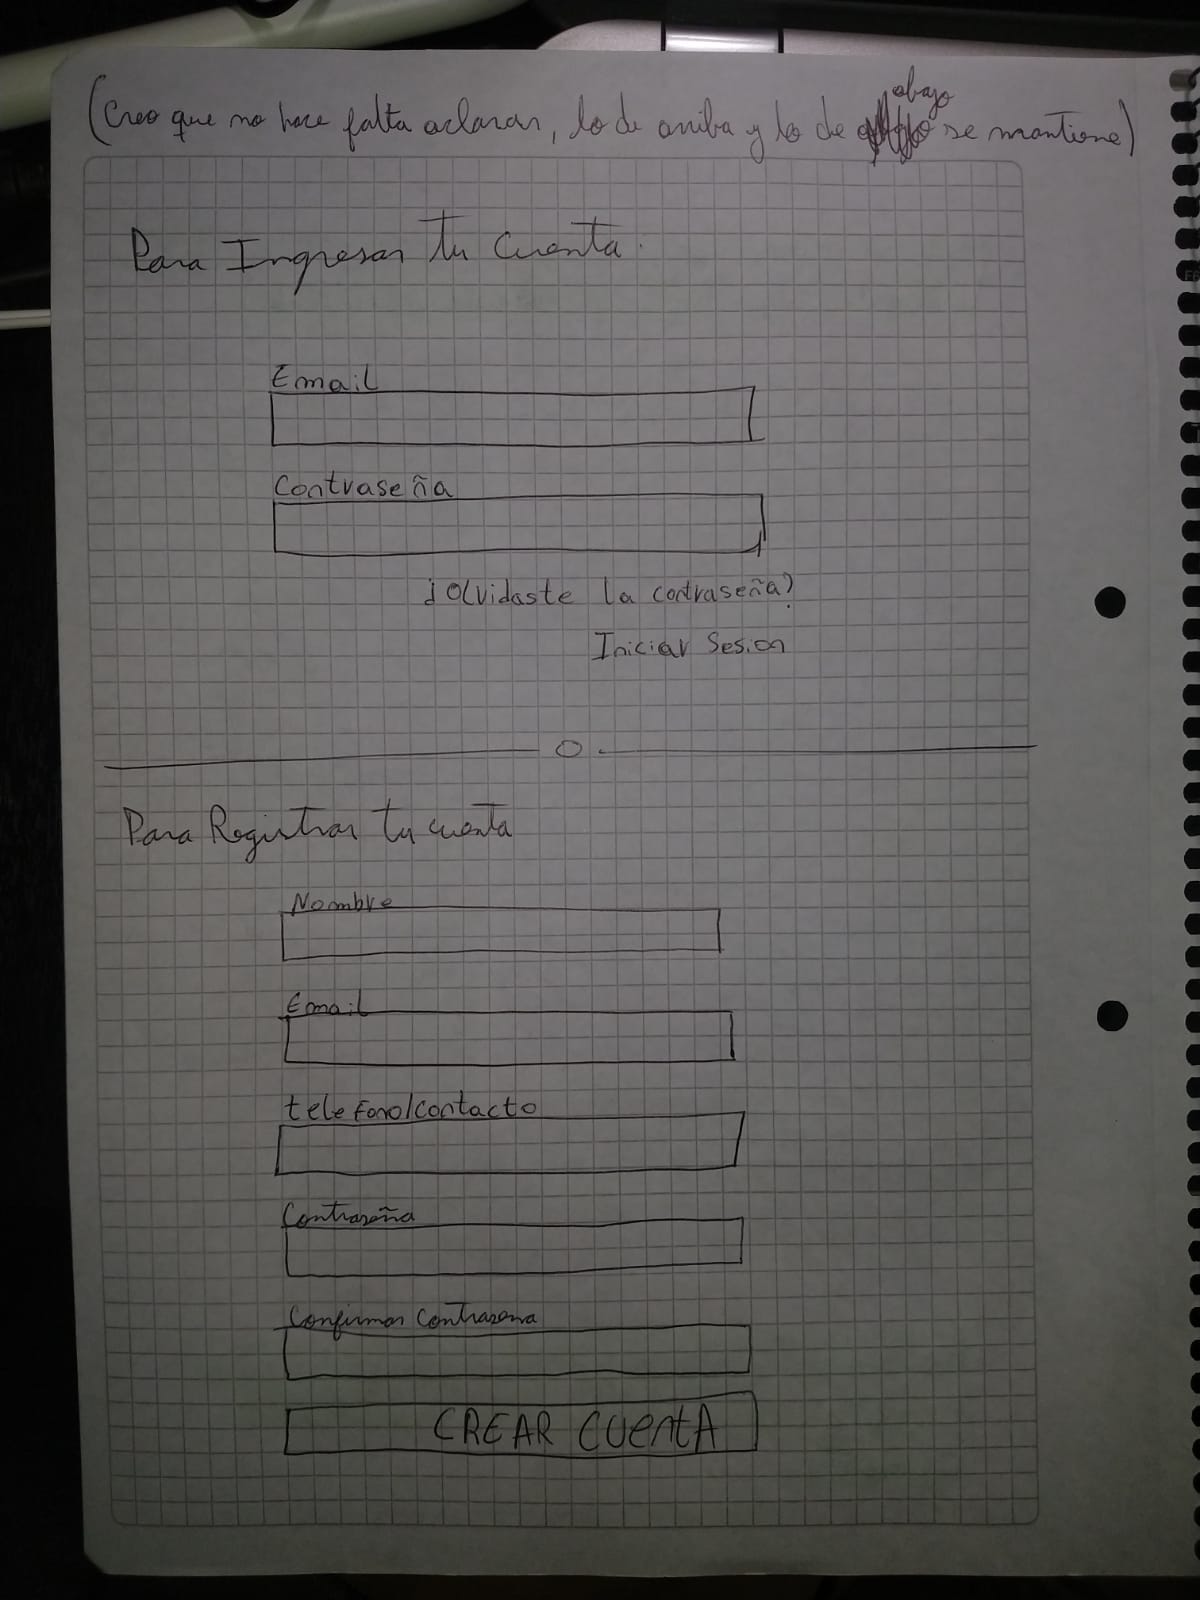 abajo
(Creo que no hace falta aclarar, lo de arriba y lo de se mantiene)
Para Ingresar tu cuenta.
Email
Contraseña
¡Olvidaste la contraseña?
Iniciar Sesion
O
Para Registrar tu cuenta
Nombre
Email
telefono/contacto
Contraseña
Confirmar Contrasena
CREAR CUentA